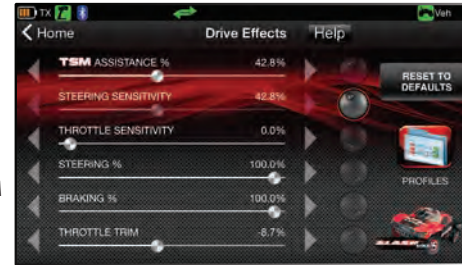 TX Veh
Home Drive Effects Help
TSM ASSISTANCE % 42.8%
RESET TO
DEFAULTS
STEERING SENSITIVITY 42.8%
THROTTLE SENSITIVITY 0.0%
STEERING % 100.0%
PROFILES
BRAKING % 100.0%
THROTTLE TRIM -8.7%
SLASH